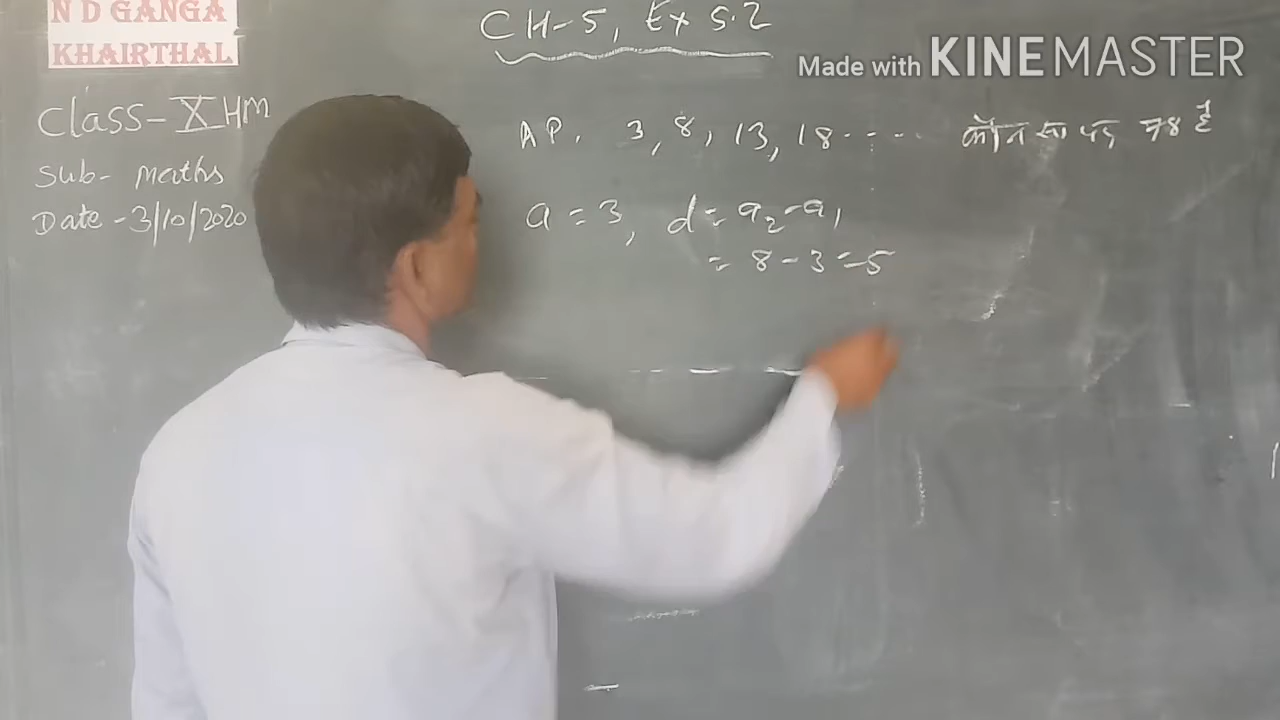 N D GANGA
KHAIRTHAL
CH-5, Ex 5.2
Made with KINEMASTER
Class-X HM
Sub- Maths
Date -3/10/2020
A P. 3, 8, 13, 18 ..... कौन सा पद 78 है
a = 3, d = a₂-a₁
= 8-3=5